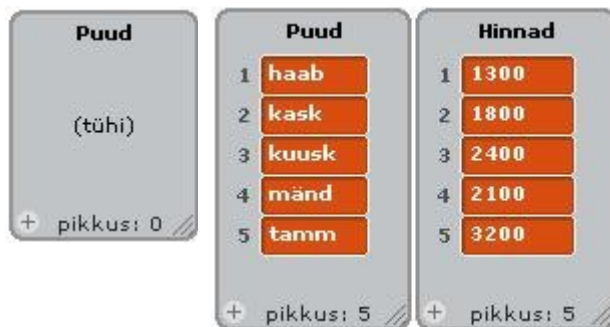 Puud
(tühi)
+ pikkus: 0
Puud
1 haab
2 kask
3 kuusk
4 mänd
5 tamm
+ pikkus: 5
Hinnad
1 1300
2 1800
3 2400
4 2100
5 3200
+ pikkus: 5